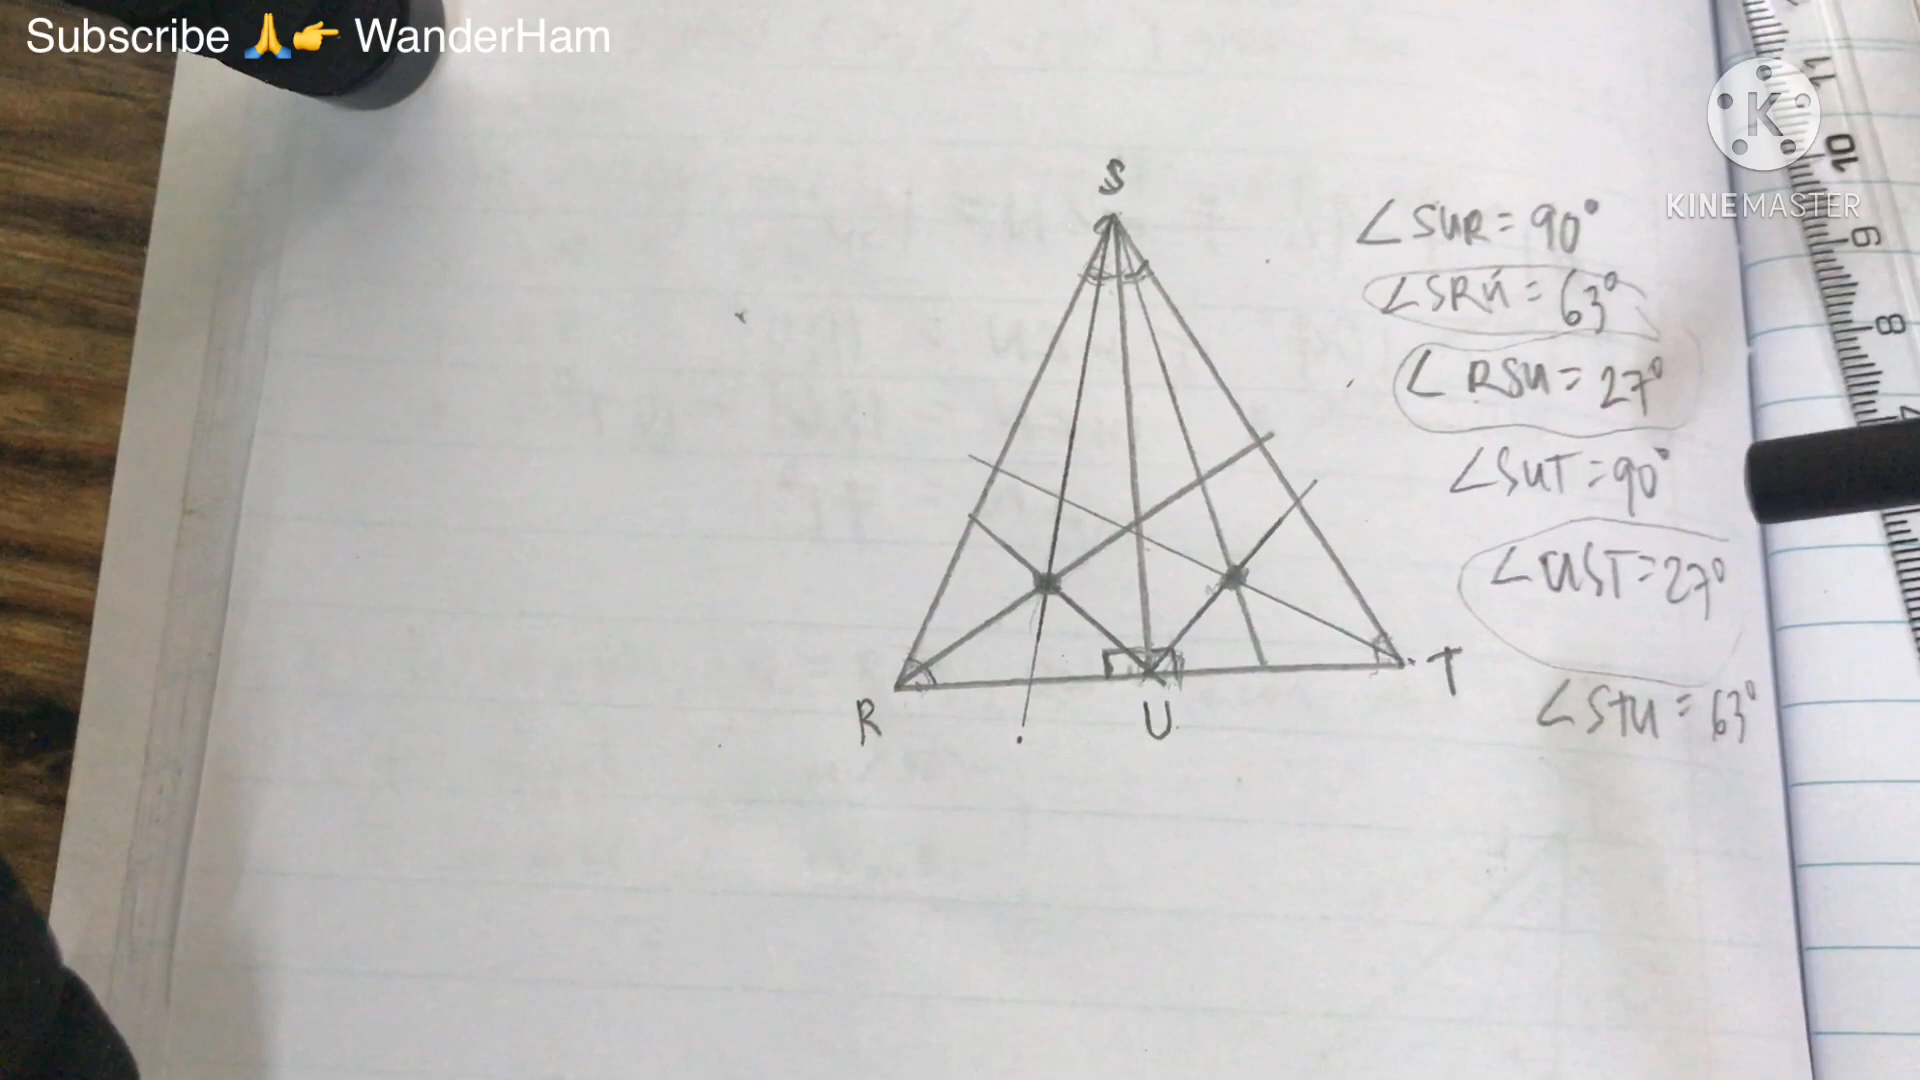 Subscribe 🙏👉 WanderHam
KINEMASTER
S
R
U
T
∠SUR = 90°
∠SRU = 63°
∠RSU = 27°
∠SUT = 90°
∠UST = 27°
∠STU = 63°
11
10
9
8